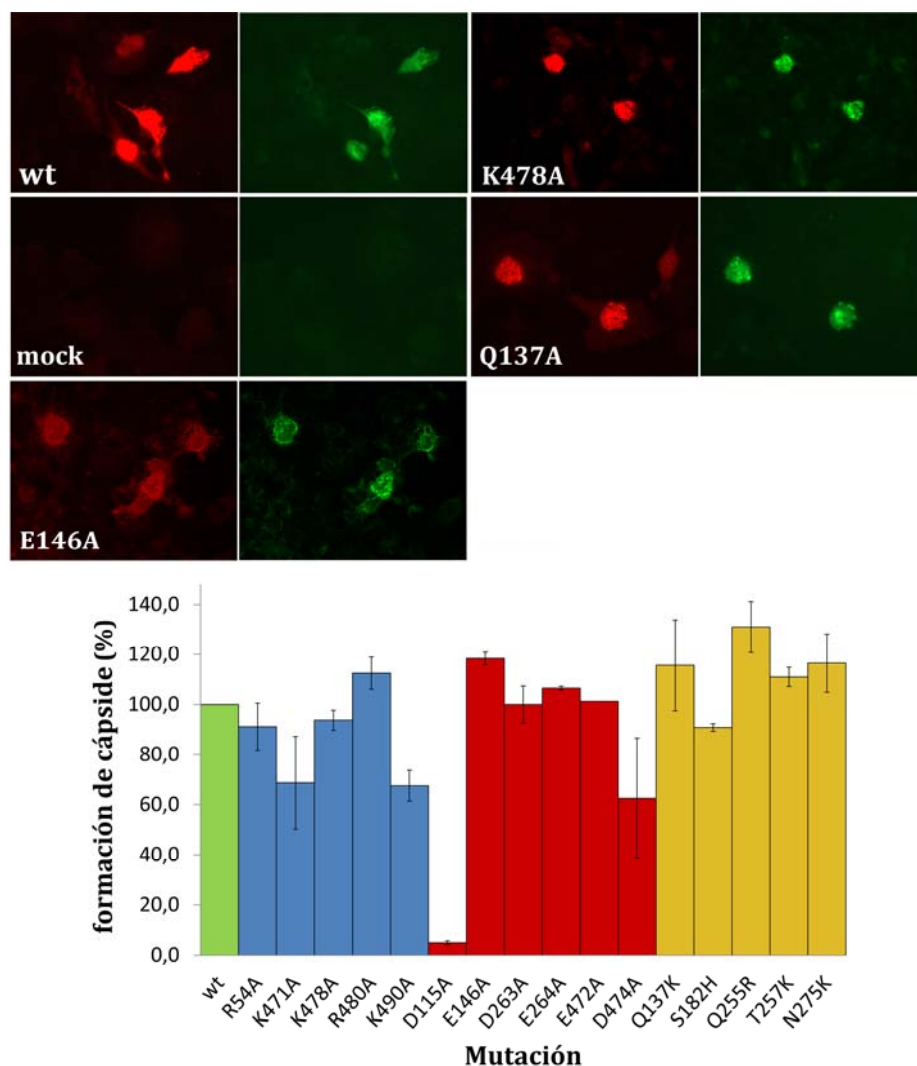 wt
K478A
mock
Q137A
E146A
formación de cápside (%)
140,0
120,0
100,0
80,0
60,0
40,0
20,0
0,0
wt
R54A
K471A
K478A
R480A
K490A
D115A
E146A
D263A
E264A
E472A
D474A
Q137K
S182H
Q255R
T257K
N275K
Mutación